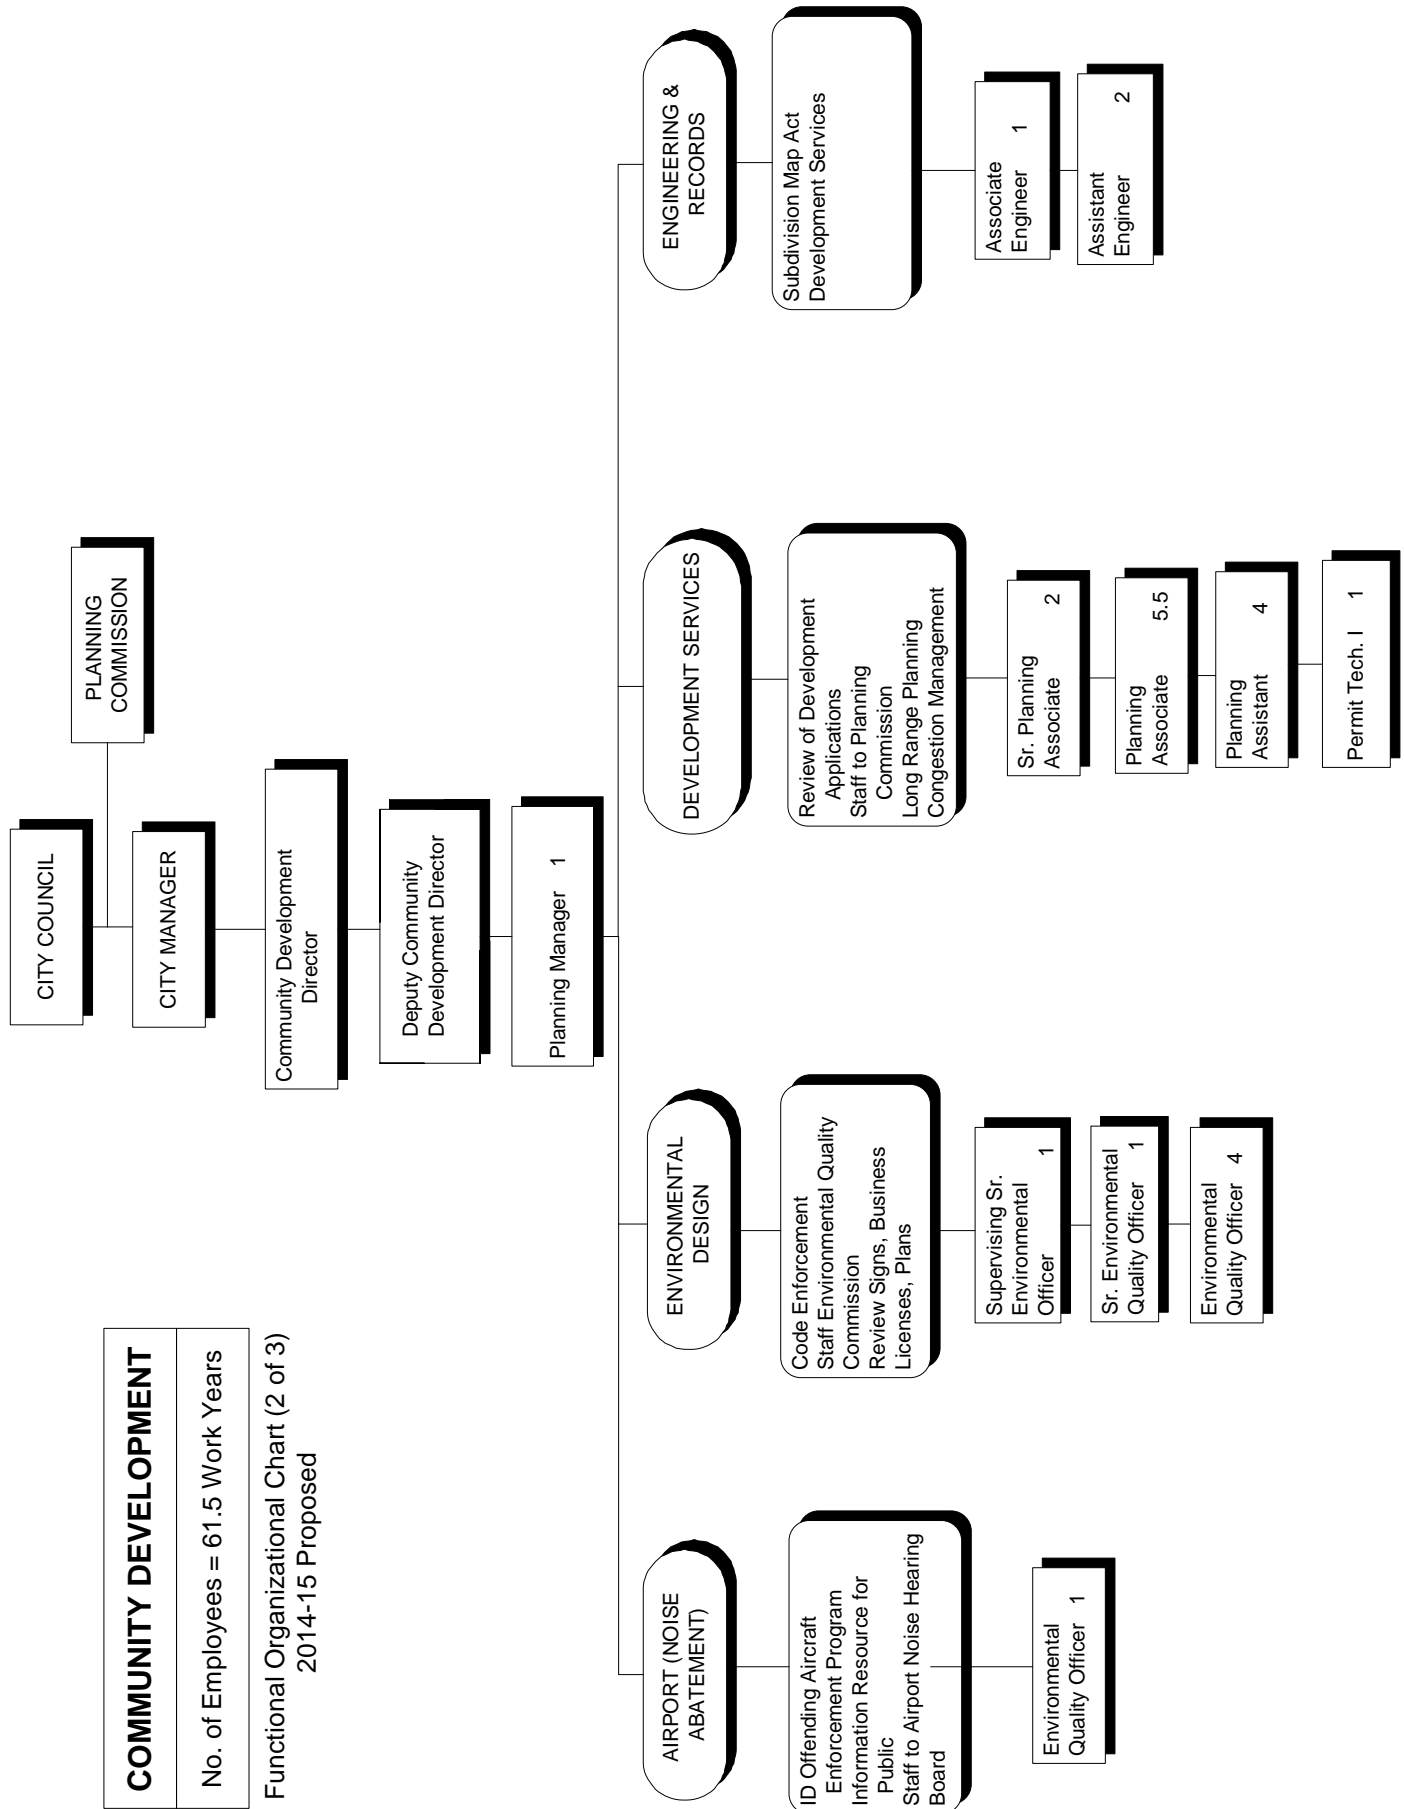 COMMUNITY DEVELOPMENT
No. of Employees = 61.5 Work Years
Functional Organizational Chart (2 of 3)
2014-15 Proposed
CITY COUNCIL
PLANNING
COMMISSION
CITY MANAGER
Community Development
Director
Deputy Community
Development Director
Planning Manager 1
AIRPORT (NOISE
ABATEMENT)
ID Offending Aircraft
Enforcement Program
Information Resource for
Public
Staff to Airport Noise Hearing
Board
Environmental
Quality Officer 1
ENVIRONMENTAL
DESIGN
Code Enforcement
Staff Environmental Quality
Commission
Review Signs, Business
Licenses, Plans
Supervising Sr.
Environmental
Officer 1
Sr. Environmental
Quality Officer 1
Environmental
Quality Officer 4
DEVELOPMENT SERVICES
Review of Development
Applications
Staff to Planning
Commission
Long Range Planning
Congestion Management
Sr. Planning
Associate 2
Planning
Associate 5.5
Planning
Assistant 4
Permit Tech. I 1
ENGINEERING &
RECORDS
Subdivision Map Act
Development Services
Associate
Engineer 1
Assistant
Engineer 2